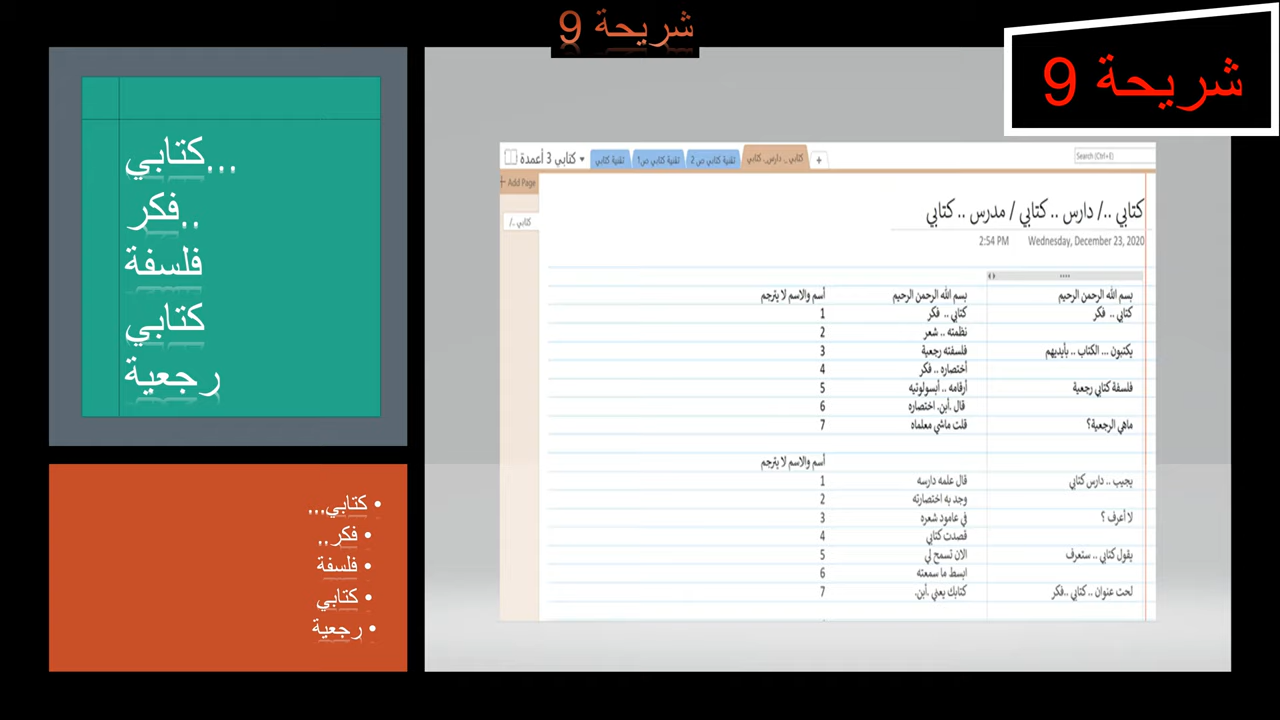 شريحة 9
شريحة 9
كتابي...
فكر..
فلسفة
كتابي
رجعية
كتابي...
فكر..
فلسفة
كتابي
رجعية
كتابي 3 أعمدة
تقنية كتابي
تقنية كتابي ص1
تقنية كتابي ص 2
كتابي .. دارس.. كتابي
+
Search (Ctrl+E)
+ Add Page
كتابي ../
كتابي ../ دارس .. كتابي / مدرس .. كتابي
Wednesday, December 23, 2020 2:54 PM
بسم الله الرحمن الرحيم بسم الله الرحمن الرحيم أسم والاسم لا يترجم
كتابي .. فكر كتابي .. فكر 1
نظمته .. شعر 2
يكتبون ... الكتاب .. بأيديهم فلسفته رجعية 3
أختصاره .. فكر 4
فلسفة كتابي رجعية أرقامه .. أبسولوتيه 5
قال .أبن. اختصاره 6
ماهي الرجعية؟ قلت ماشي معلماه 7
أسم والاسم لا يترجم
يجيب .. دارس كتابي قال علمه دارسه 1
وجد به اختصارته 2
لا أعرف ؟ في عامود شعره 3
قصدت كتابي 4
يقول كتابي .. ستعرف الان تسمح لي 5
ابسط ما سمعته 6
لحت عنوان .. كتابي ..فكر كتابك يعني .أبن. 7